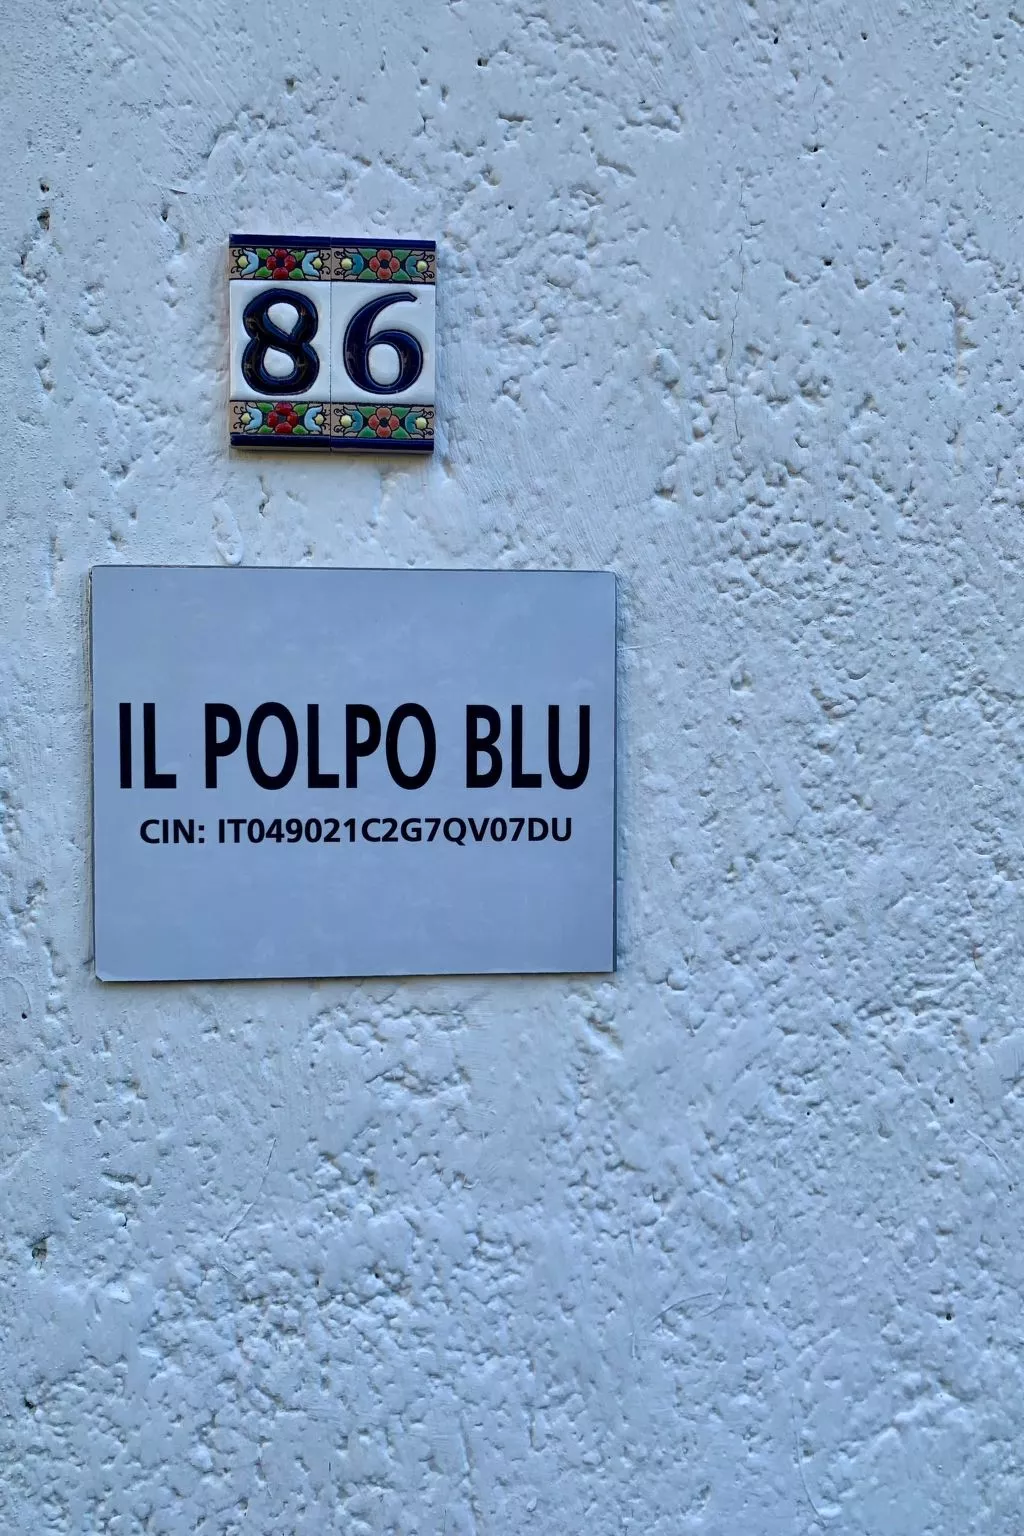 86
IL POLPO BLU
CIN: IT049021C2G7QV07DU